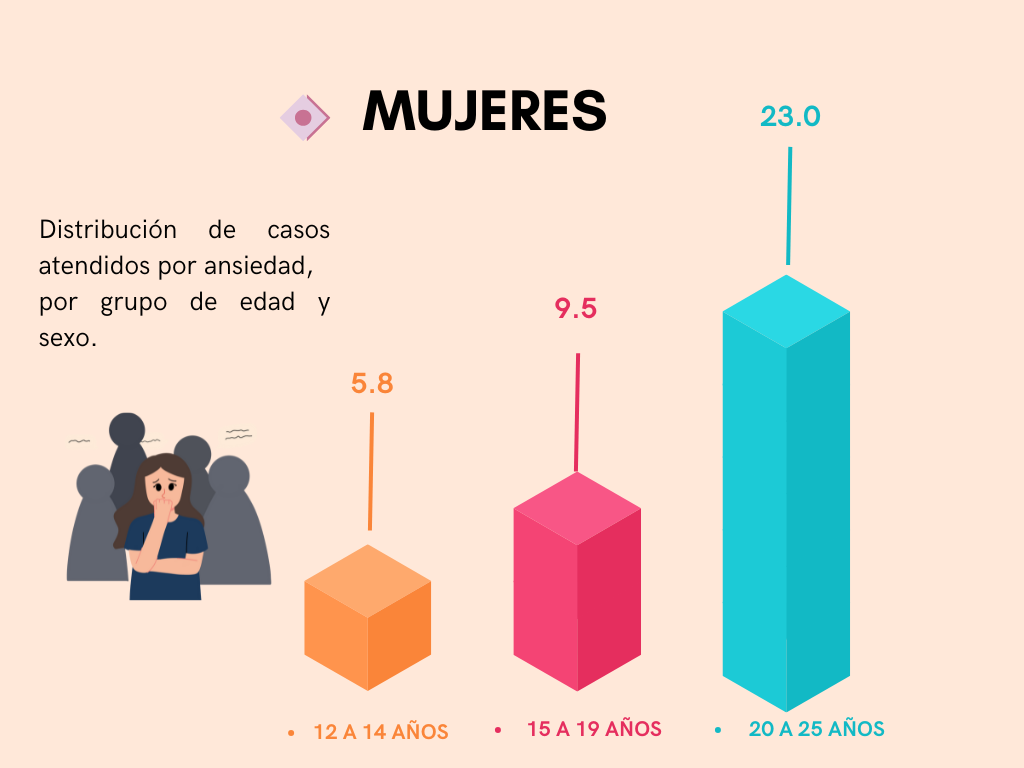 MUJERES
Distribución de casos
atendidos por ansiedad,
por grupo de edad y
sexo.
5.8
9.5
23.0
• 12 A 14 AÑOS
• 15 A 19 AÑOS
• 20 A 25 AÑOS